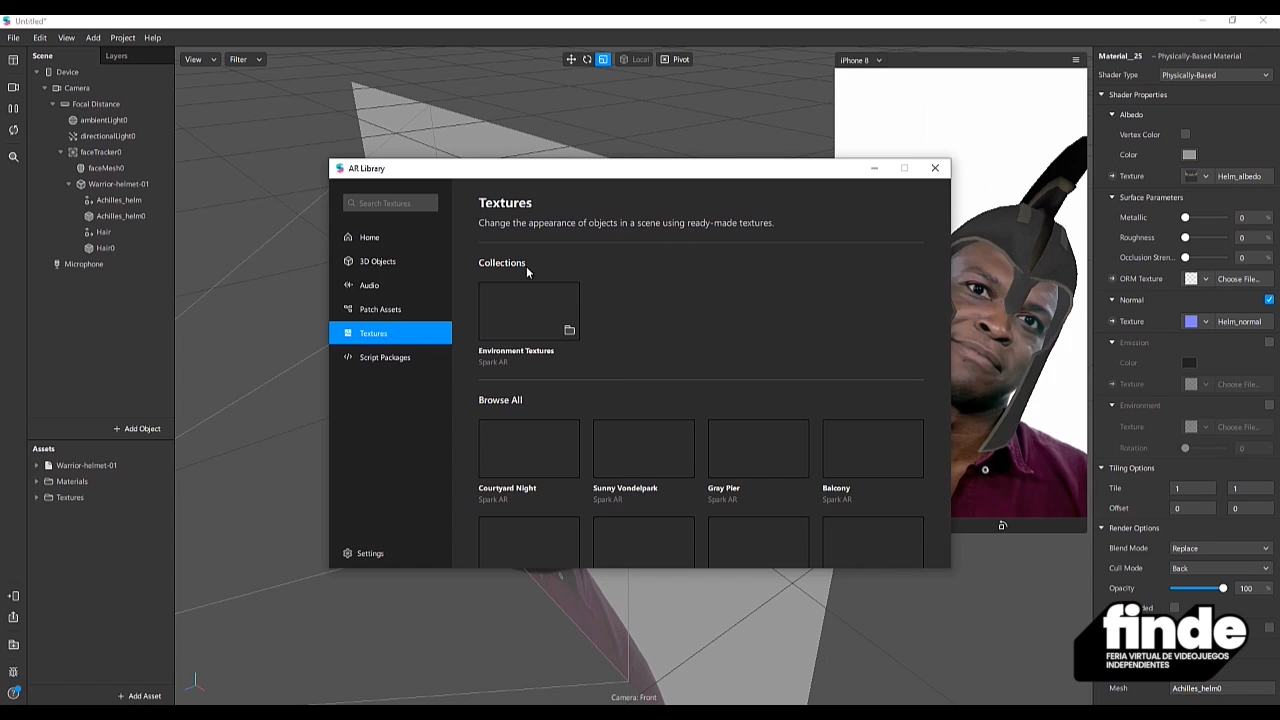 Untitled*
File Edit View Add Project Help
Scene Layers
Device
Camera
Focal Distance
ambientLight0
directionalLight0
faceTracker0
faceMesh0
Warrior-helmet-01
Achilles_helm
Achilles_helm0
Hair
Hair0
Microphone
+ Add Object
Assets
Warrior-helmet-01
Materials
Textures
+ Add Asset
View Filter Local Pivot
Camera: Front
iPhone 8
AR Library
Search Textures
Home
3D Objects
Audio
Patch Assets
Textures
Script Packages
Settings
Textures
Change the appearance of objects in a scene using ready-made textures.
Collections
Environment Textures
Spark AR
Browse All
Courtyard Night Sunny Vondelpark Gray Pier Balcony
Spark AR Spark AR Spark AR Spark AR
Material__25 – Physically-Based Material
Shader Type Physically-Based
Shader Properties
Albedo
Vertex Color
Color
Texture Helm_albedo
Surface Parameters
Metallic 0 %
Roughness 0 %
Occlusion Stren... 0 %
ORM Texture Choose File...
Normal
Texture Helm_normal
Emission
Color
Texture Choose File...
Environment
Texture Choose File...
Rotation 0 %
Tiling Options
Tile 1 1
Offset 0 0
Render Options
Blend Mode Replace
Cull Mode Back
Opacity 100 %
finde
FERIA VIRTUAL DE VIDEOJUEGOS
INDEPENDIENTES
Mesh Achilles_helm0